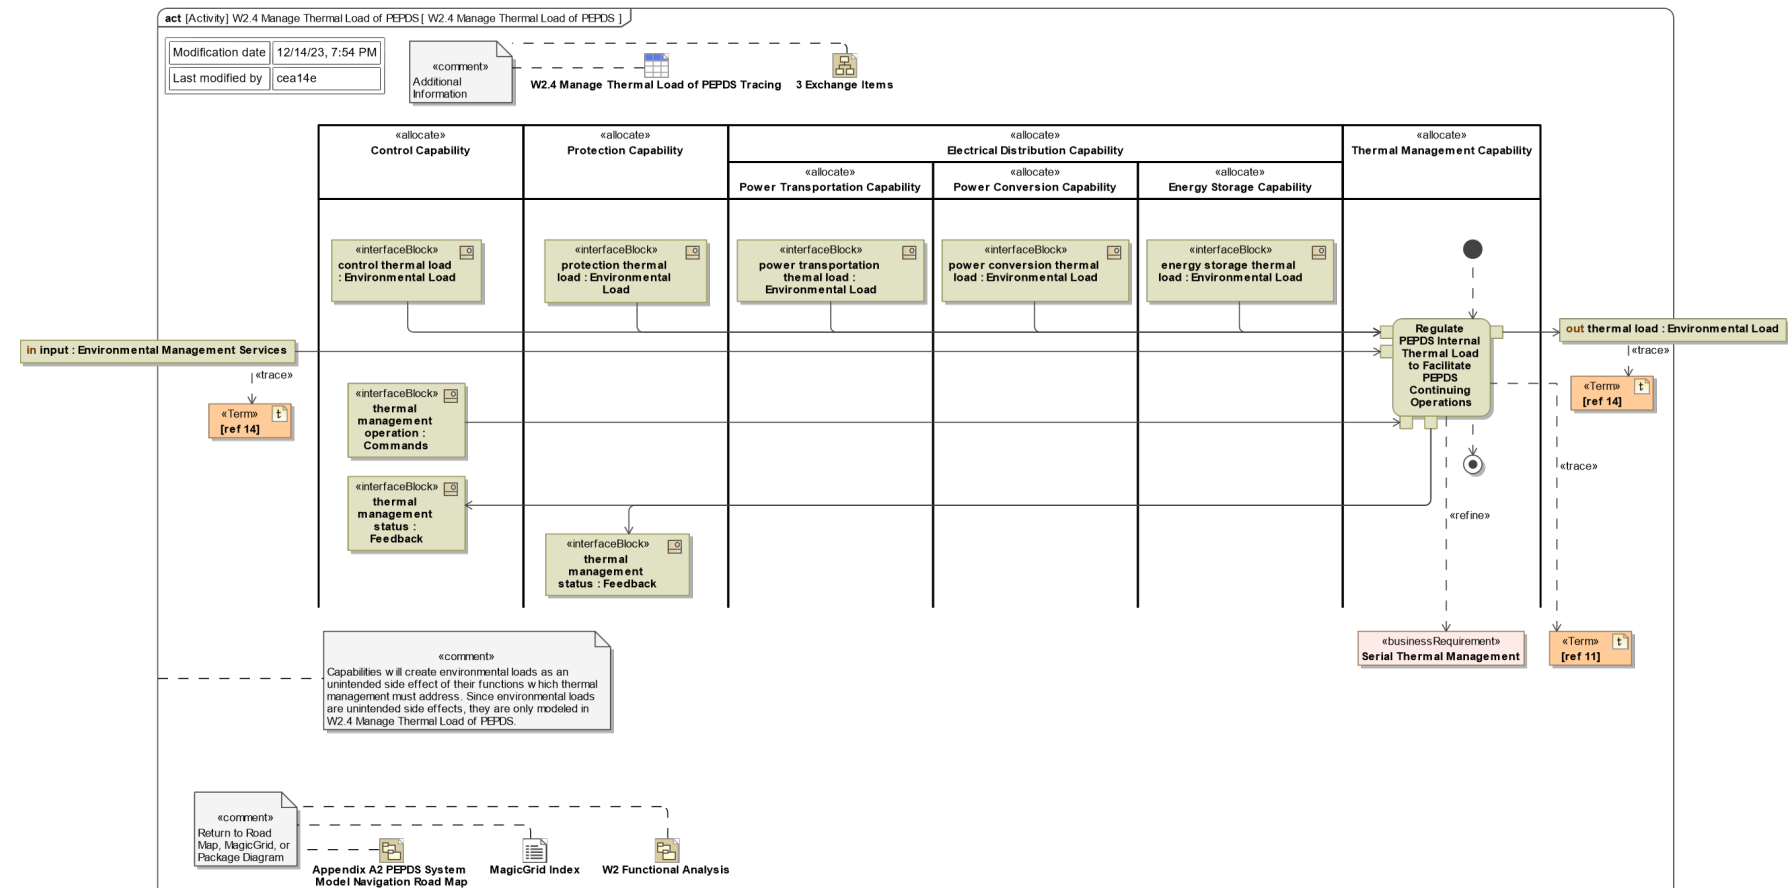 act [Activity] W2.4 Manage Thermal Load of PEPDS [ W2.4 Manage Thermal Load of PEPDS ]
Modification date 12/14/23, 7:54 PM
Last modified by cea14e
«comment»
Additional
Information
W2.4 Manage Thermal Load of PEPDS Tracing
3 Exchange Items
«allocate»
Control Capability
«allocate»
Protection Capability
«allocate»
Electrical Distribution Capability
«allocate»
Power Transportation Capability
«allocate»
Power Conversion Capability
«allocate»
Energy Storage Capability
«allocate»
Thermal Management Capability
«interfaceBlock»
control thermal load
: Environmental Load
«interfaceBlock»
protection thermal
load : Environmental
Load
«interfaceBlock»
power transportation
themal load :
Environmental Load
«interfaceBlock»
power conversion thermal
load : Environmental Load
«interfaceBlock»
energy storage thermal
load : Environmental Load
Regulate
PEPDS Internal
Thermal Load
to Facilitate
PEPDS
Continuing
Operations
out thermal load : Environmental Load
«trace»
«Term»
[ref 14]
in input : Environmental Management Services
«trace»
«Term»
[ref 14]
«interfaceBlock»
thermal
management
operation :
Commands
«interfaceBlock»
thermal
management
status :
Feedback
«interfaceBlock»
thermal
management
status : Feedback
«trace»
«refine»
«businessRequirement»
Serial Thermal Management
«Term»
[ref 11]
«comment»
Capabilities will create environmental loads as an
unintended side effect of their functions which thermal
management must address. Since environmental loads
are unintended side effects, they are only modeled in
W2.4 Manage Thermal Load of PEPDS.
«comment»
Return to Road
Map, MagicGrid, or
Package Diagram
Appendix A2 PEPDS System
Model Navigation Road Map
MagicGrid Index
W2 Functional Analysis